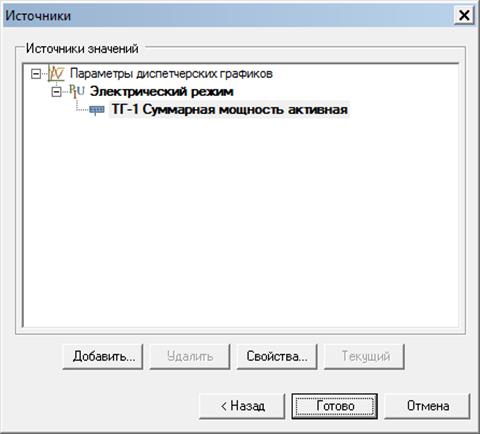 Источники
Источники значений
Параметры диспетчерских графиков
PIU Электрический режим
ТГ-1 Суммарная мощность активная
Добавить... Удалить Свойства... Текущий
< Назад Готово Отмена